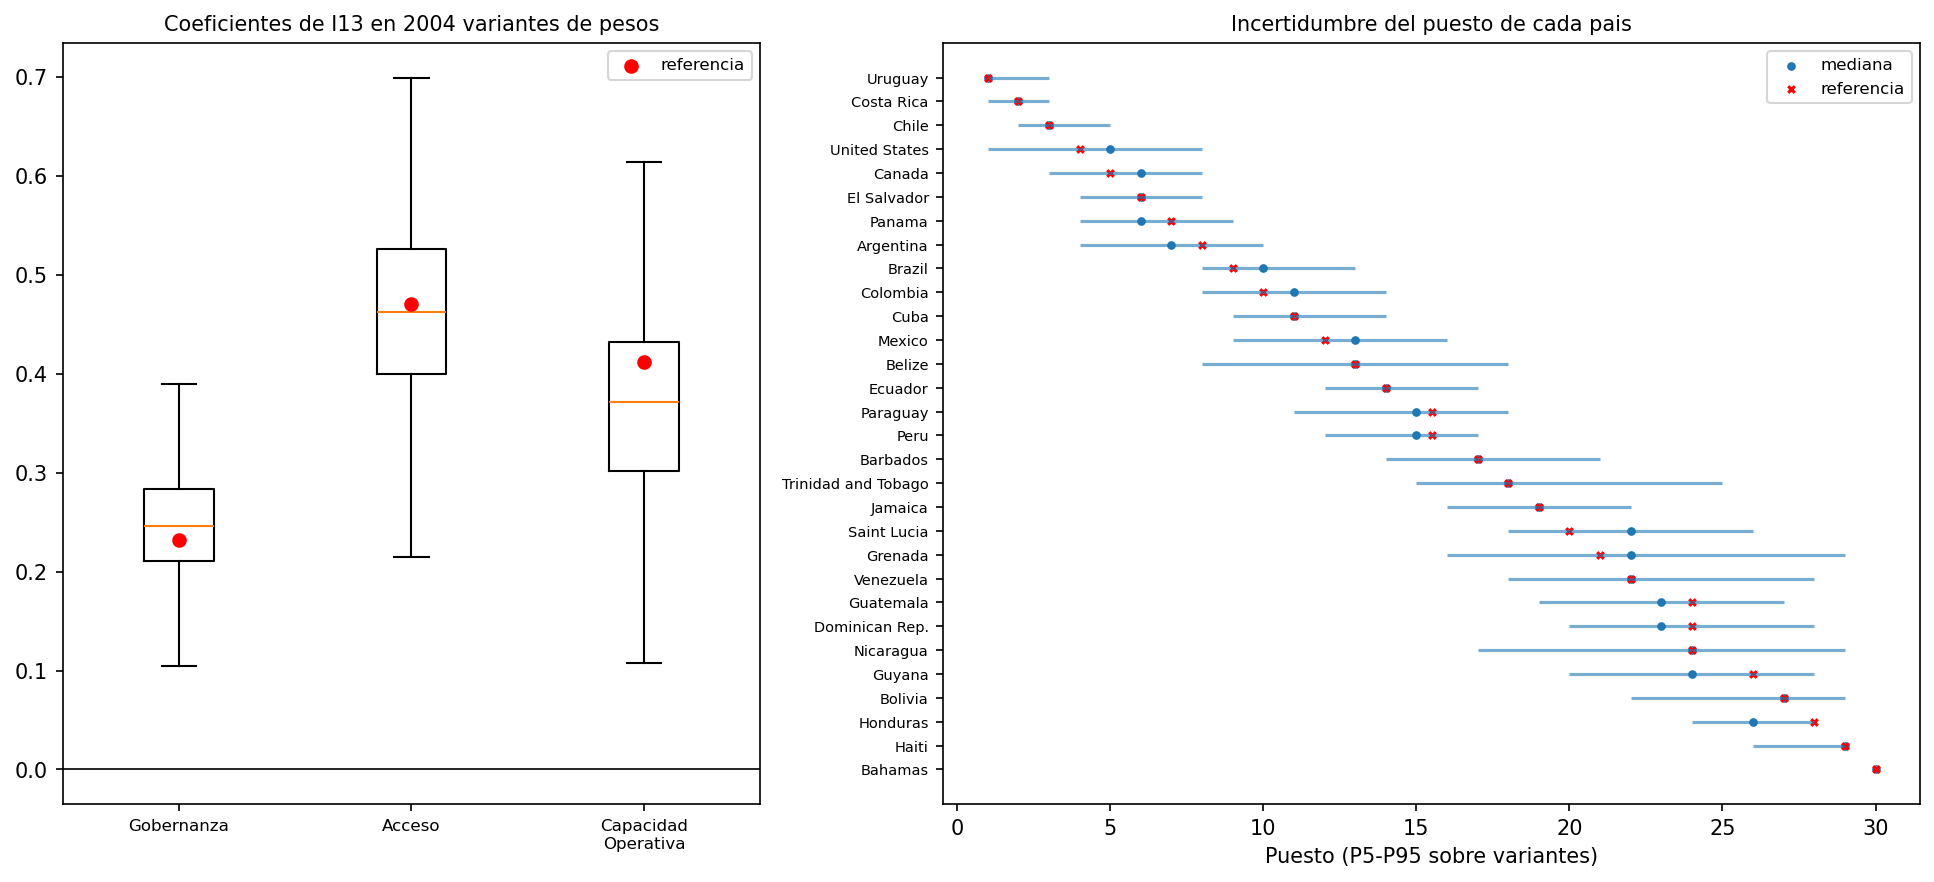 Coeficientes de I13 en 2004 variantes de pesos
referencia
0.7
0.6
0.5
0.4
0.3
0.2
0.1
0.0
Gobernanza
Acceso
Capacidad
Operativa
Incertidumbre del puesto de cada pais
mediana
referencia
Uruguay
Costa Rica
Chile
United States
Canada
El Salvador
Panama
Argentina
Brazil
Colombia
Cuba
Mexico
Belize
Ecuador
Paraguay
Peru
Barbados
Trinidad and Tobago
Jamaica
Saint Lucia
Grenada
Venezuela
Guatemala
Dominican Rep.
Nicaragua
Guyana
Bolivia
Honduras
Haiti
Bahamas
0 5 10 15 20 25 30
Puesto (P5-P95 sobre variantes)